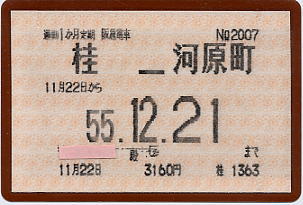 通勤1か月定期 阪急電車 No2007
桂 — 河原町
11月22日から
55.12.21
殿 まで
11月22日 3160円 桂 1363